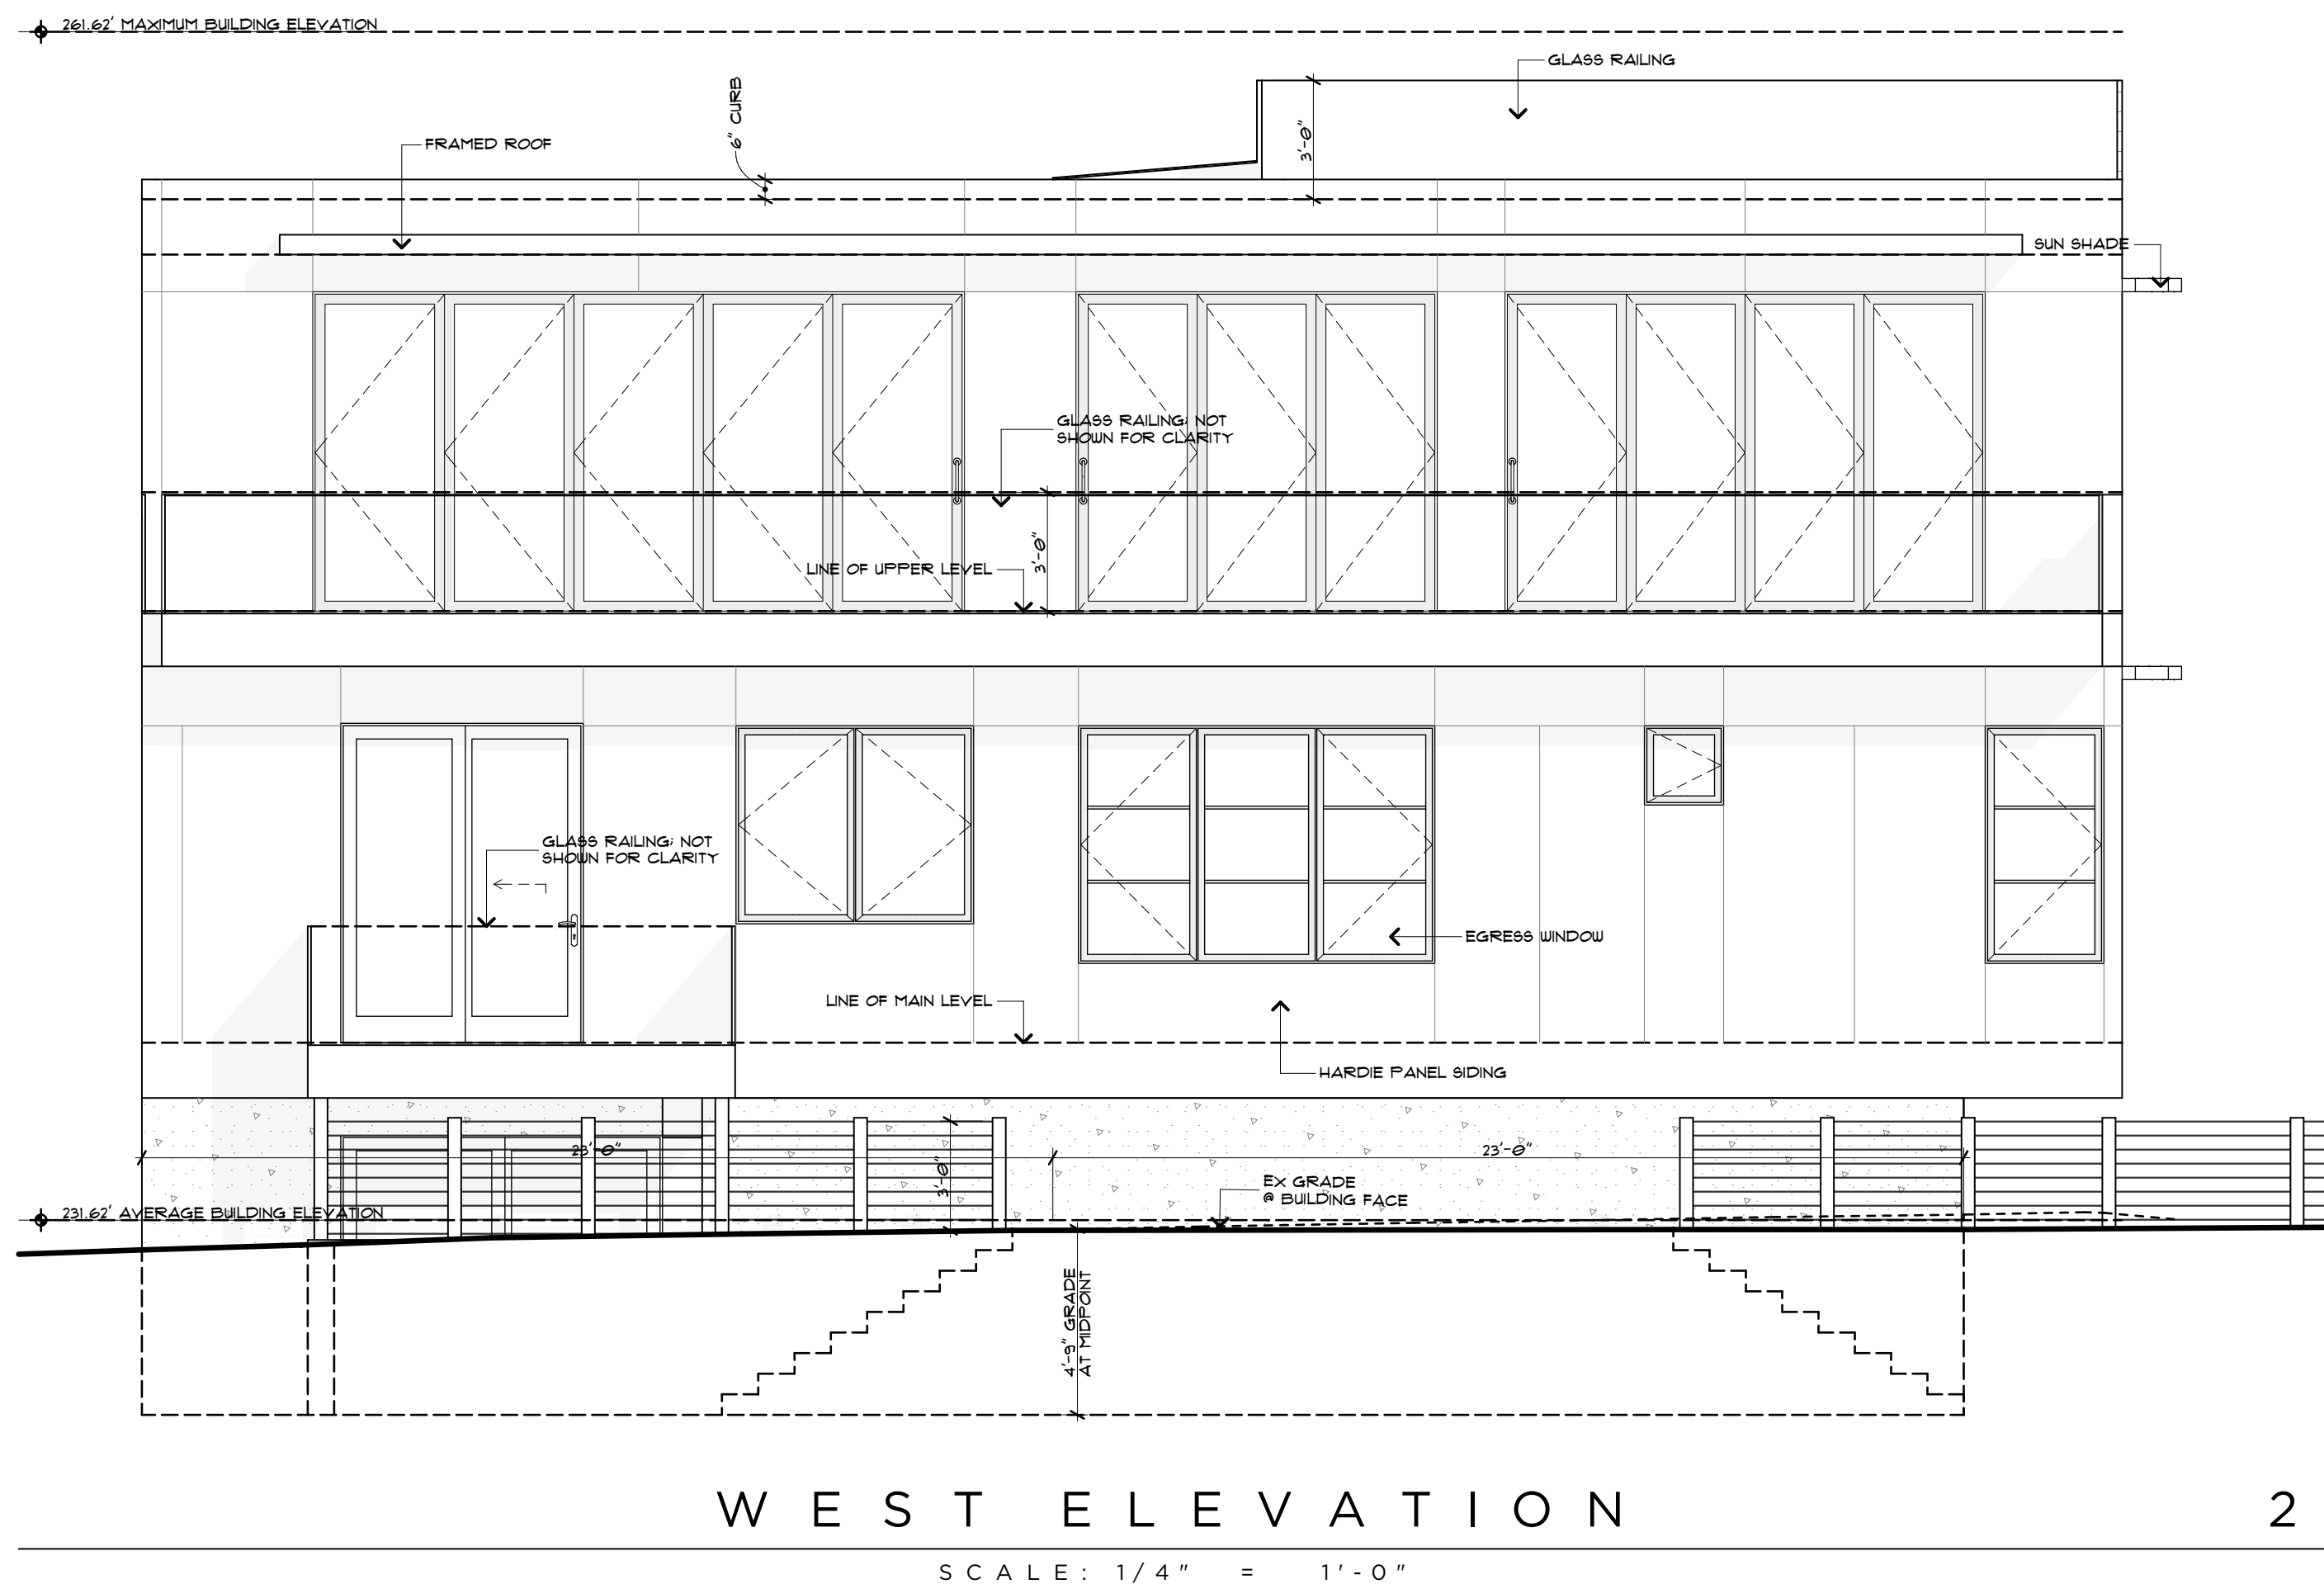 261.62' MAXIMUM BUILDING ELEVATION
GLASS RAILING
6" CURB
FRAMED ROOF
3'-0"
SUN SHADE
GLASS RAILING; NOT
SHOWN FOR CLARITY
3'-0"
LINE OF UPPER LEVEL
GLASS RAILING; NOT
SHOWN FOR CLARITY
EGRESS WINDOW
LINE OF MAIN LEVEL
HARDIE PANEL SIDING
23'-0"
23'-0"
3'-0"
EX GRADE
@ BUILDING FACE
231.62' AVERAGE BUILDING ELEVATION
4'-9" GRADE
AT MIDPOINT
WEST ELEVATION
2
SCALE: 1/4" = 1'-0"